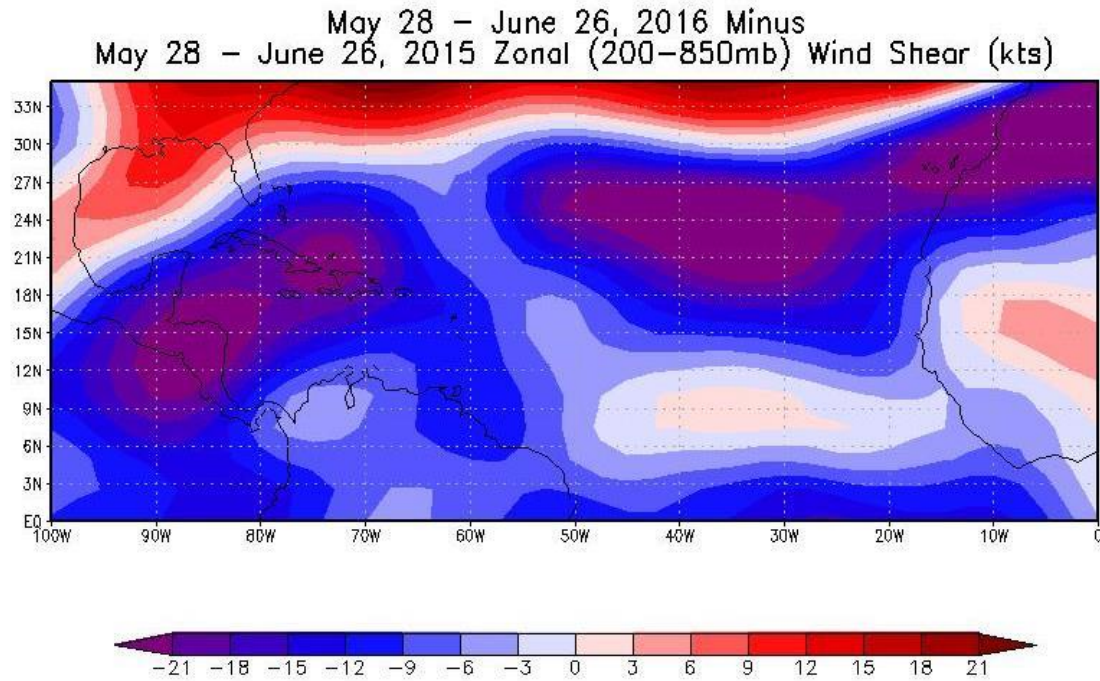 May 28 – June 26, 2016 Minus
May 28 – June 26, 2015 Zonal (200–850mb) Wind Shear (kts)
33N
30N
27N
24N
21N
18N
15N
12N
9N
6N
3N
EQ
100W 90W 80W 70W 60W 50W 40W 30W 20W 10W 0
−21 −18 −15 −12 −9 −6 −3 0 3 6 9 12 15 18 21